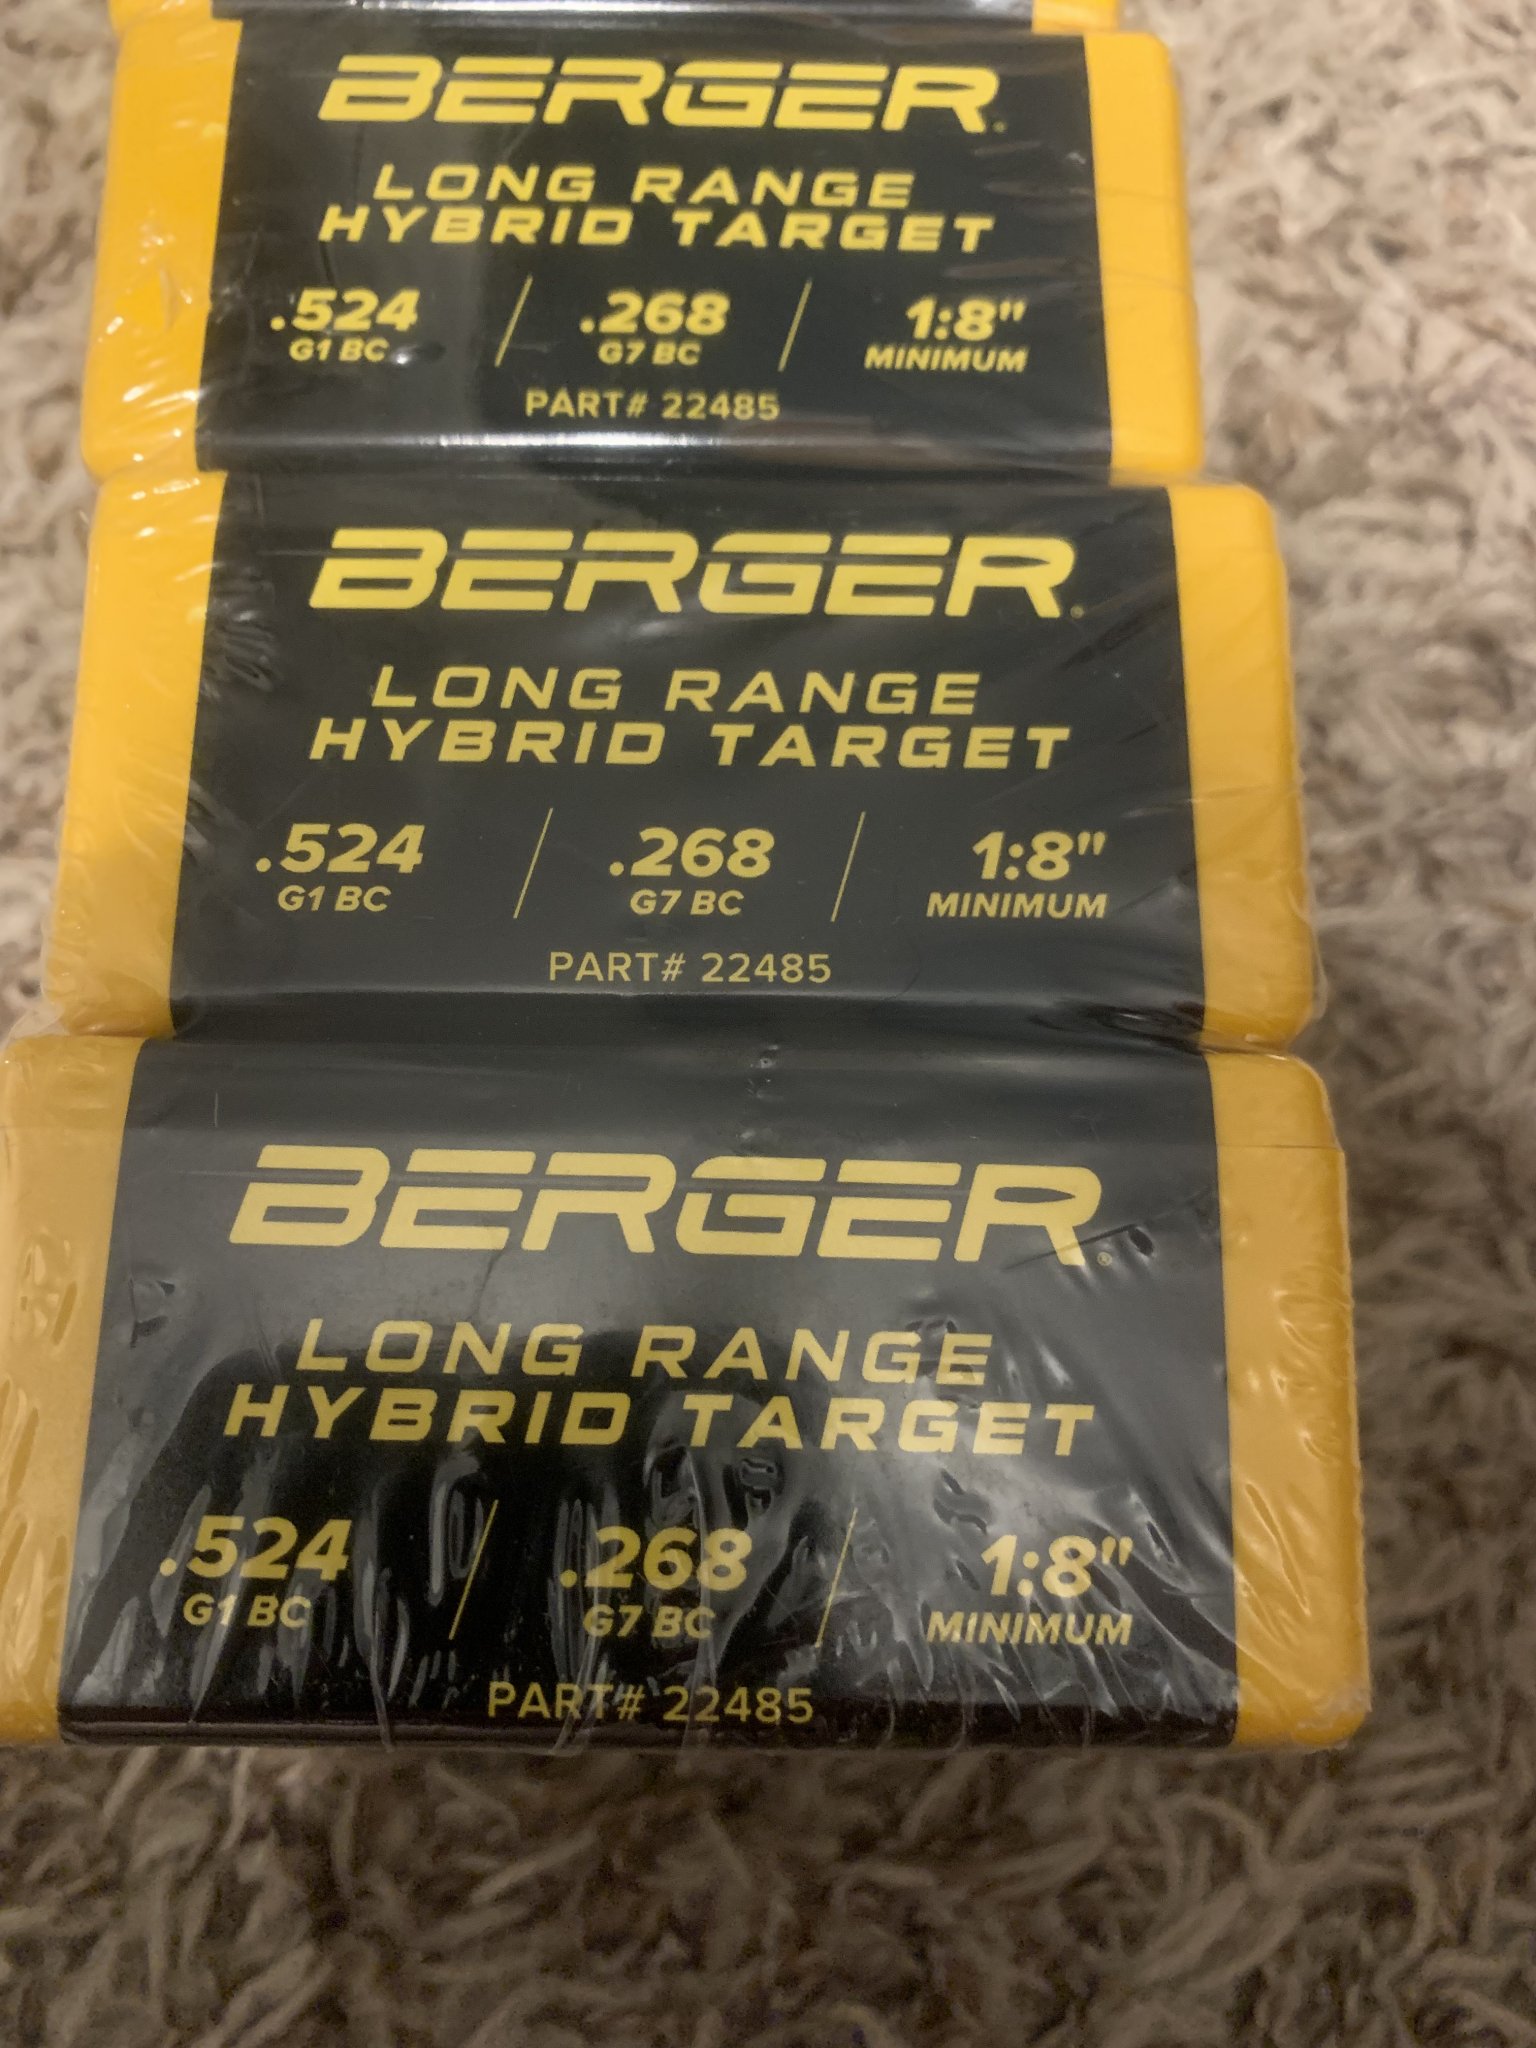 BERGER
LONG RANGE
HYBRID TARGET
.524 / .268 / 1:8"
G1 BC G7 BC MINIMUM
PART# 22485
BERGER
LONG RANGE
HYBRID TARGET
.524 / .268 / 1:8"
G1 BC G7 BC MINIMUM
PART# 22485
BERGER
LONG RANGE
HYBRID TARGET
.524 / .268 / 1:8"
G1 BC G7 BC MINIMUM
PART# 22485